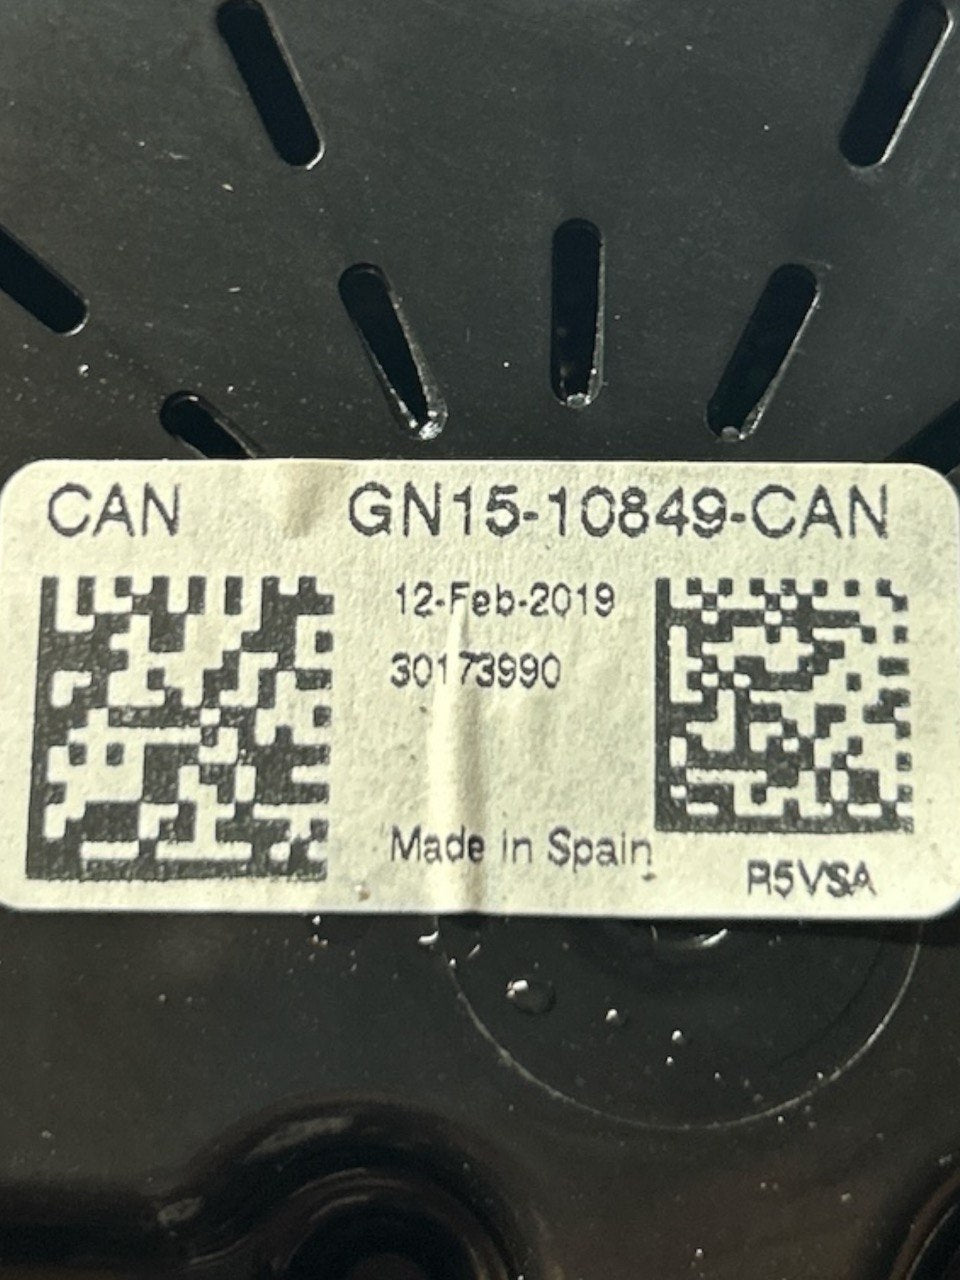 CAN GN15-10849-CAN
12-Feb-2019
30173990
Made in Spain
R5VSA